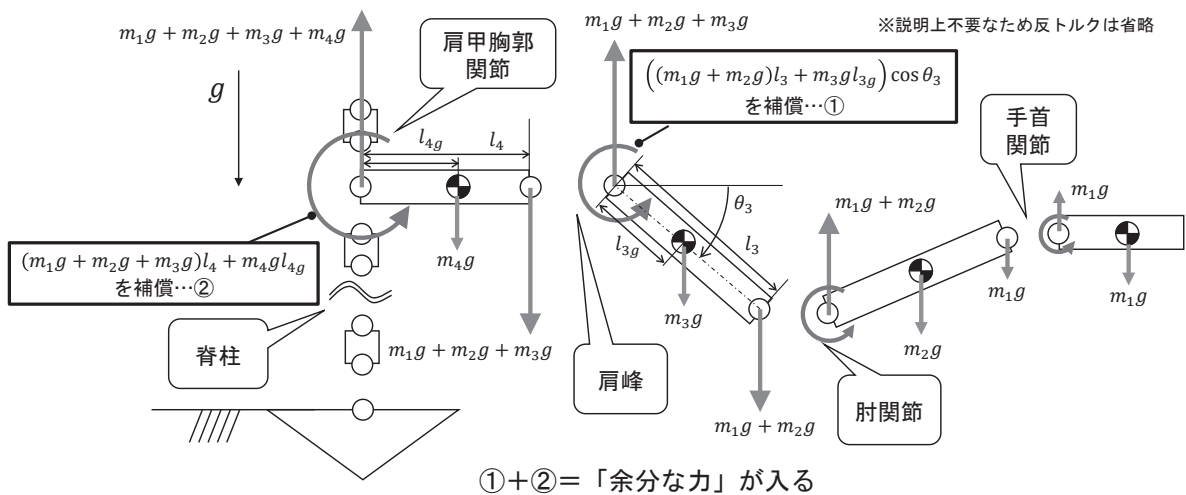 m₁g + m₂g + m₃g + m₄g
肩甲胸郭
関節
m₁g + m₂g + m₃g
※説明上不要なため反トルクは省略
g
((m₁g + m₂g)l₃ + m₃gl₃g) cos θ₃
を補償…①
手首
関節
l₄g
l₄
m₁g
θ₃
m₁g + m₂g
l₃g
l₃
m₄g
(m₁g + m₂g + m₃g)l₄ + m₄gl₄g
を補償…②
m₃g
m₁g
m₁g
脊柱
m₁g + m₂g + m₃g
m₂g
肩峰
肘関節
m₁g + m₂g
①+②=「余分な力」が入る